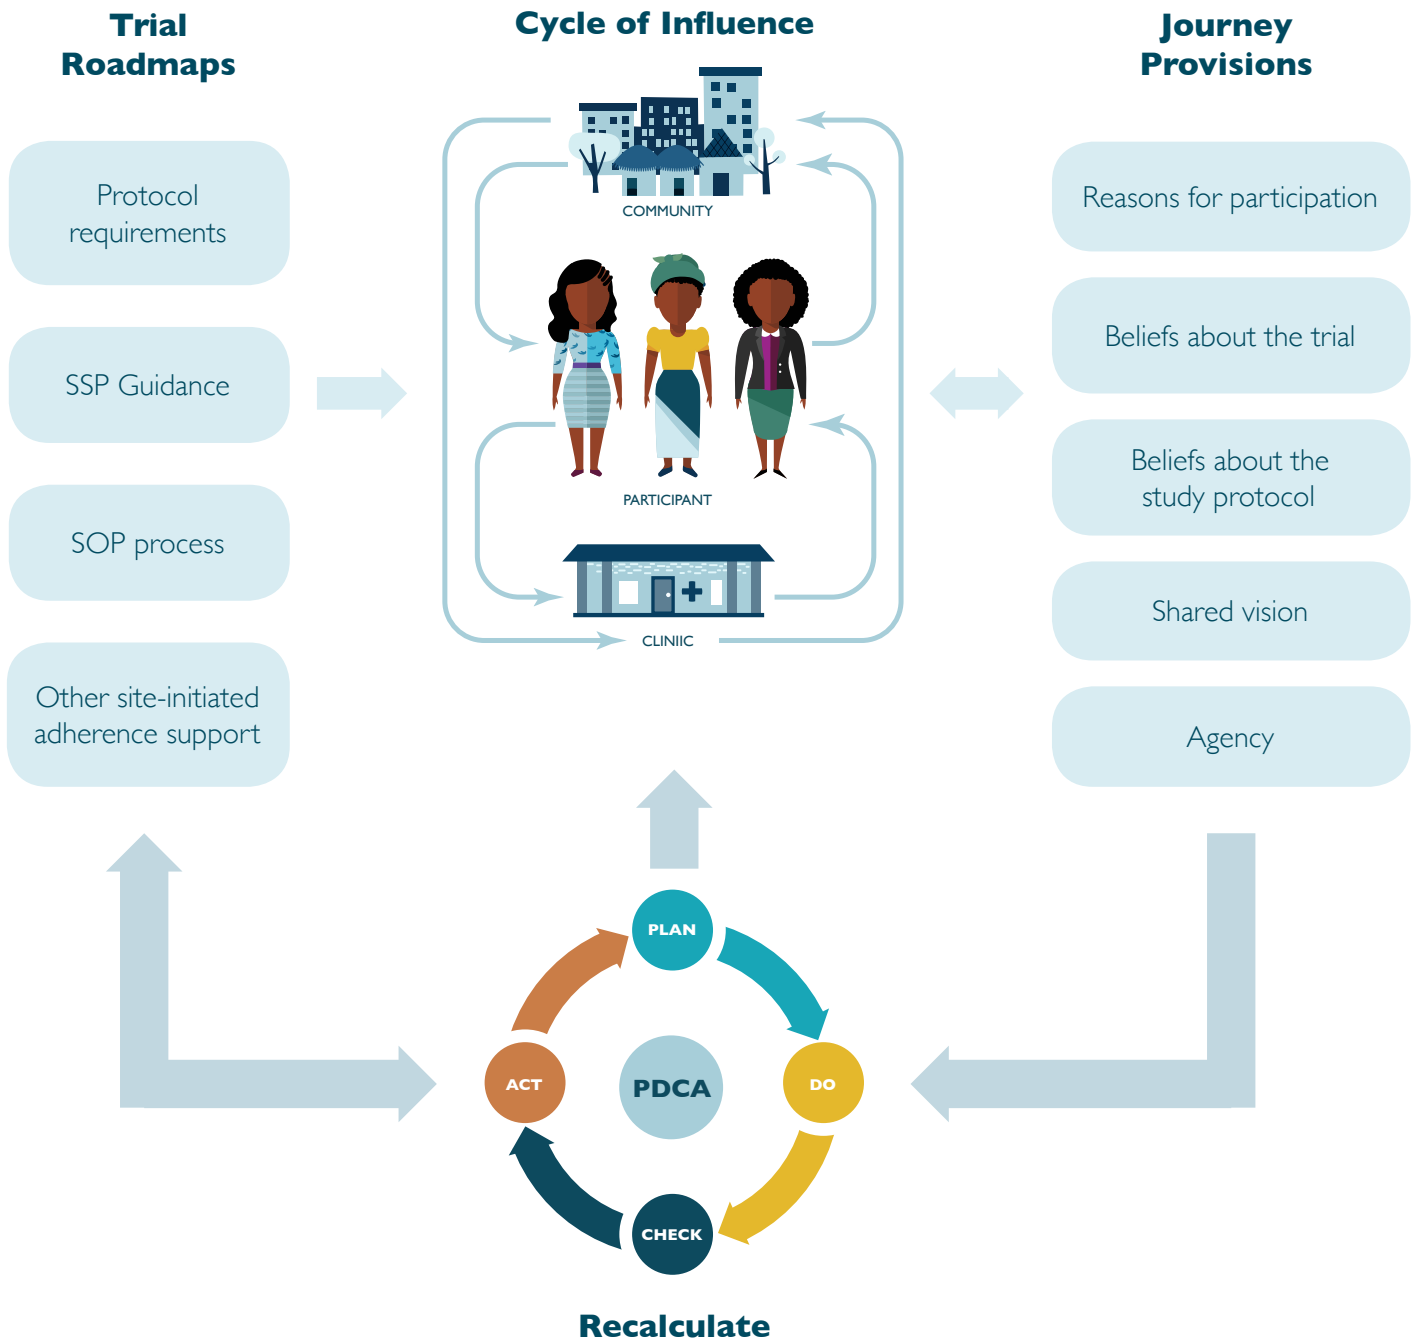 Trial
Roadmaps
Protocol
requirements
SSP Guidance
SOP process
Other site-initiated
adherence support
Cycle of Influence
COMMUNITY
PARTICIPANT
CLINIIC
Journey
Provisions
Reasons for participation
Beliefs about the trial
Beliefs about the
study protocol
Shared vision
Agency
PLAN
DO
CHECK
ACT
PDCA
Recalculate